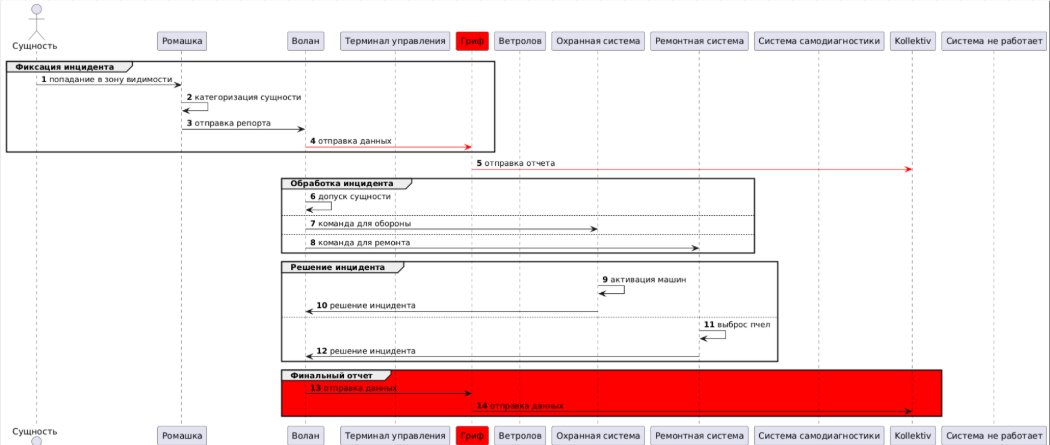 Сущность
Ромашка
Волан
Терминал управления
Гриф
Ветролов
Охранная система
Ремонтная система
Система самодиагностики
Kollektiv
Система не работает
Фиксация инцидента
1 попадание в зону видимости
2 категоризация сущности
3 отправка репорта
4 отправка данных
5 отправка отчета
Обработка инцидента
6 допуск сущности
7 команда для обороны
8 команда для ремонта
Решение инцидента
9 активация машин
10 решение инцидента
11 выброс пчел
12 решение инцидента
Финальный отчет
13 отправка данных
14 отправка данных
Сущность
Ромашка
Волан
Терминал управления
Гриф
Ветролов
Охранная система
Ремонтная система
Система самодиагностики
Kollektiv
Система не работает